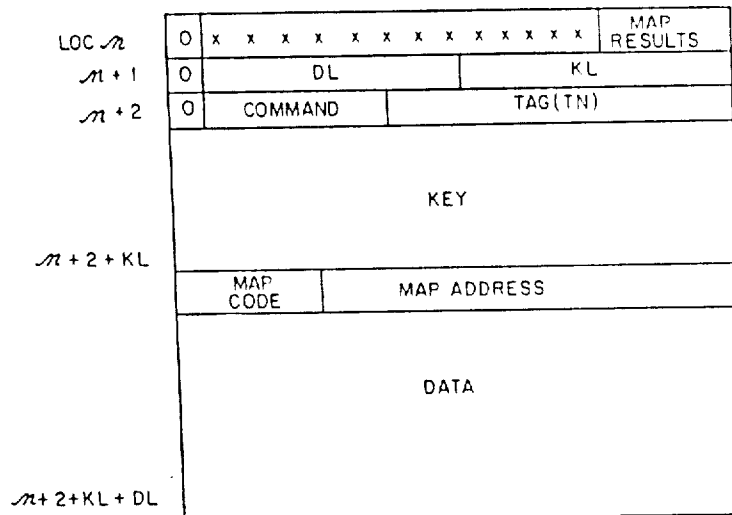 LOC n 0 x x x x x x x x x x x x x MAP RESULTS
n + 1 0 DL KL
n + 2 0 COMMAND TAG(TN)
KEY
n + 2 + KL
MAP CODE MAP ADDRESS
DATA
n + 2 + KL + DL